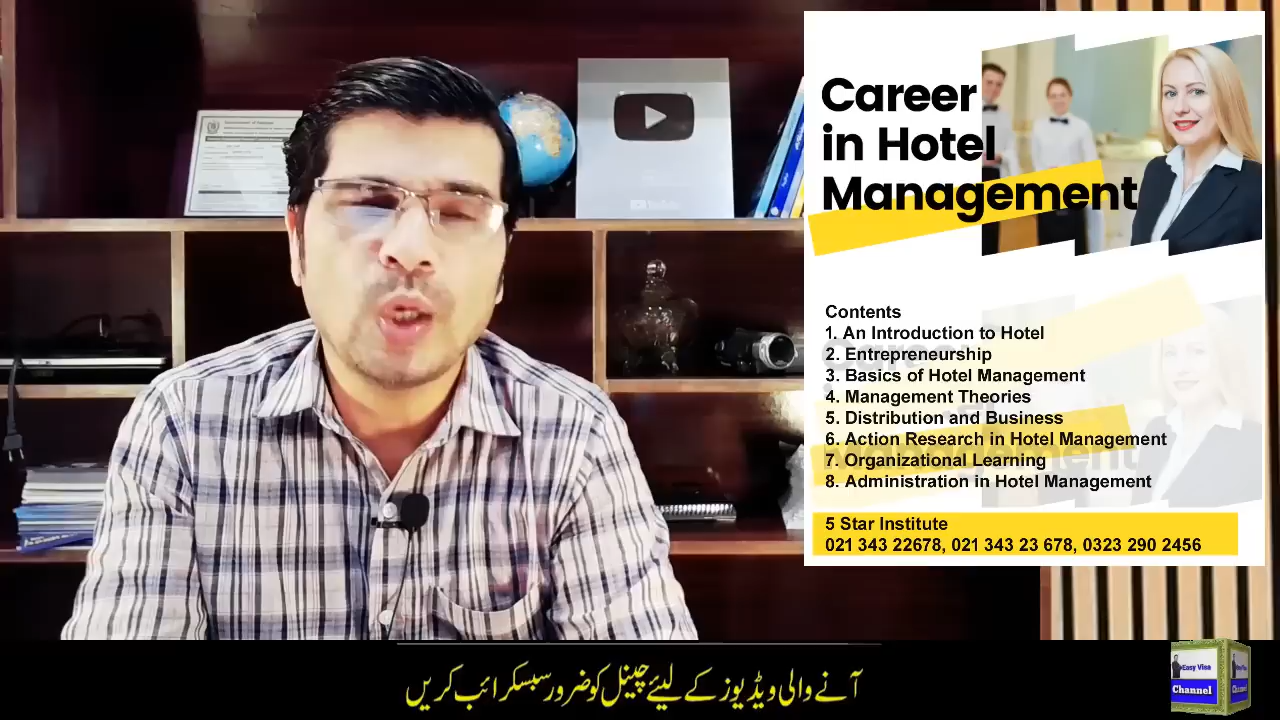 Career
in Hotel
Management
Contents
1. An Introduction to Hotel
2. Entrepreneurship
3. Basics of Hotel Management
4. Management Theories
5. Distribution and Business
6. Action Research in Hotel Management
7. Organizational Learning
8. Administration in Hotel Management
5 Star Institute
021 343 22678, 021 343 23 678, 0323 290 2456
YouTube
آنے والی ویڈیوز کے لیئے چینل کو ضرور سبسکرائب کریں
Easy Visa
Channel